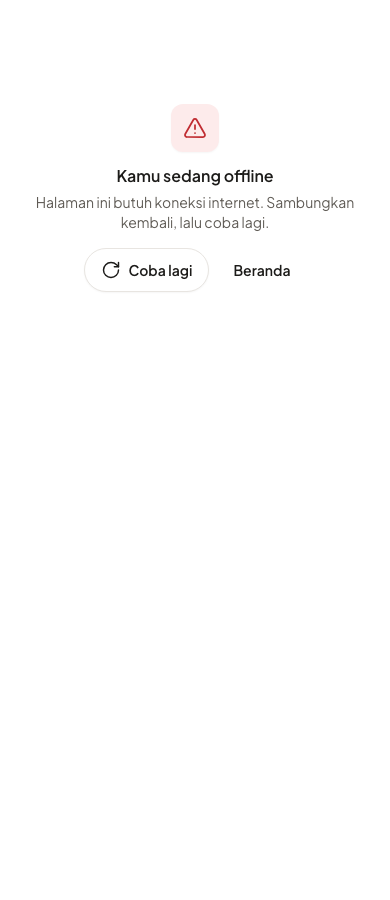 Kamu sedang offline
Halaman ini butuh koneksi internet. Sambungkan
kembali, lalu coba lagi.
Coba lagi
Beranda